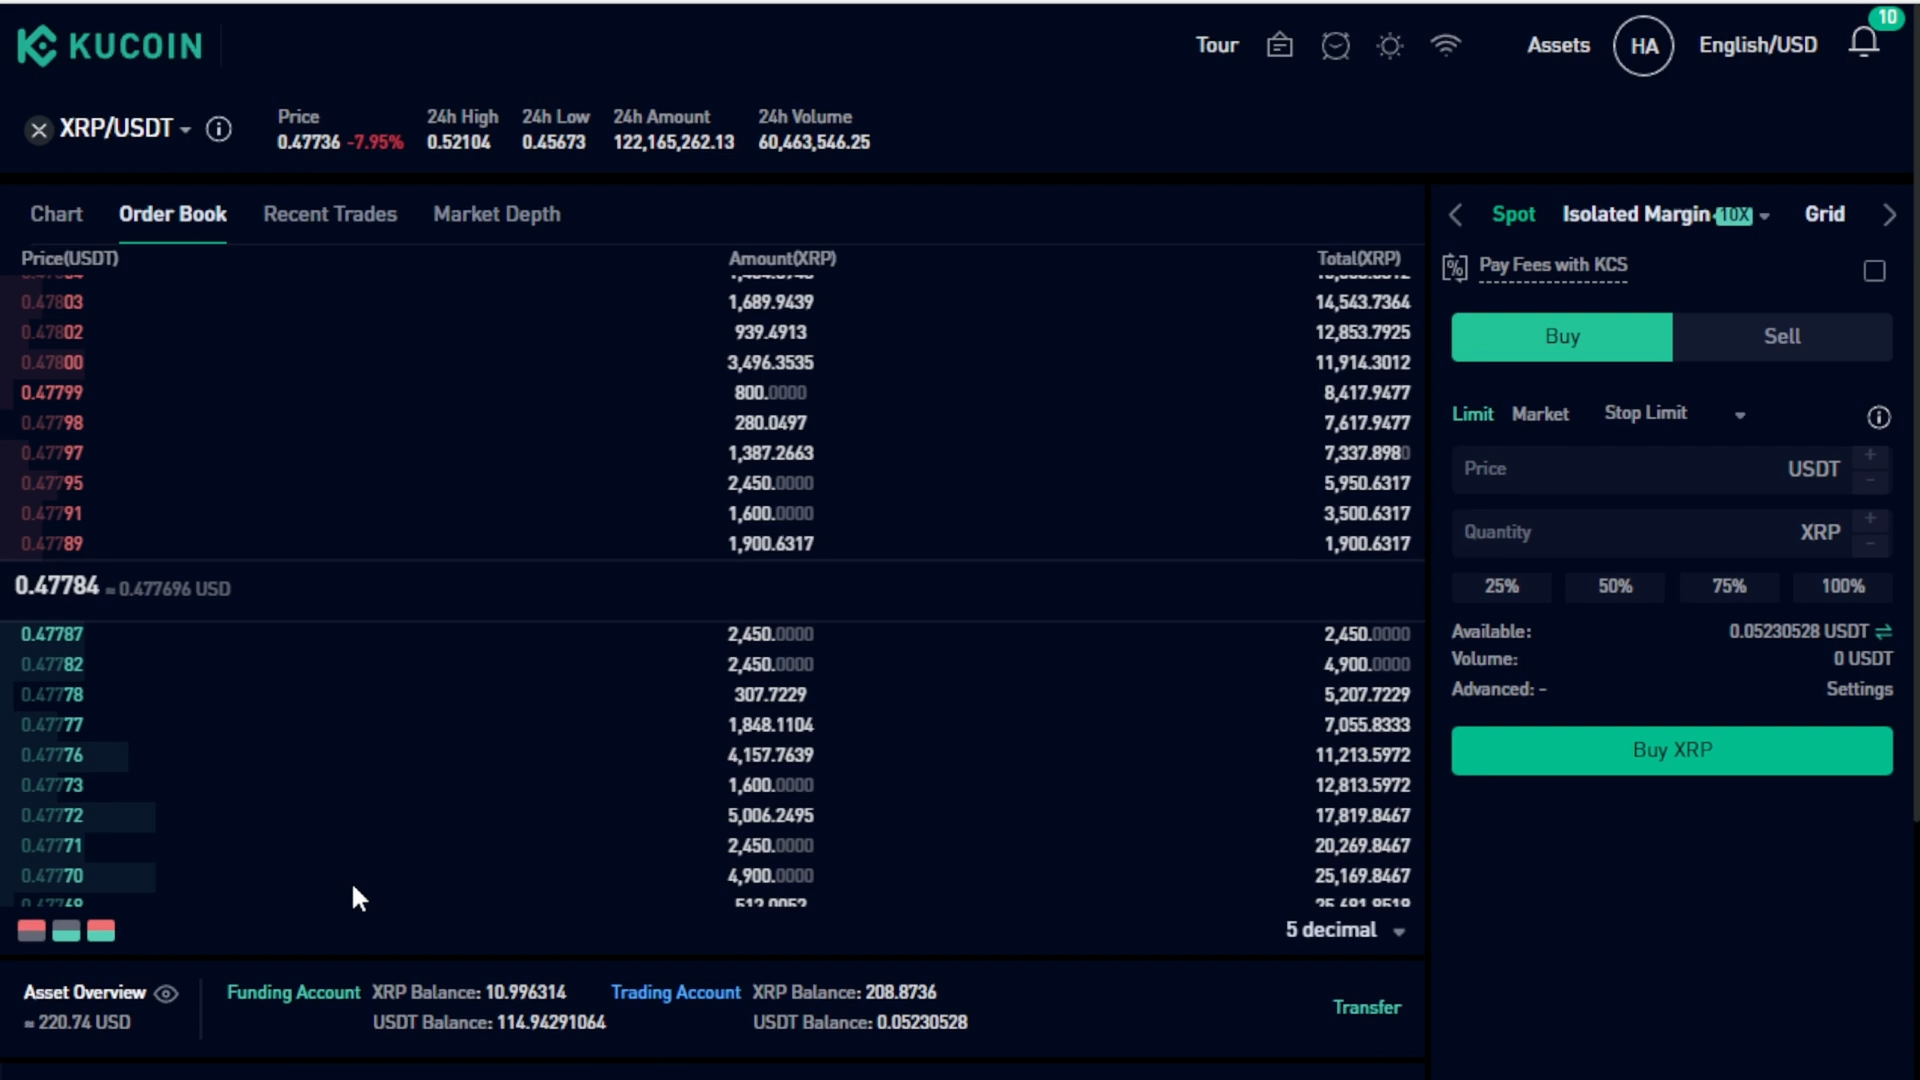 KUCOIN
Tour
Assets HA English/USD 10
XRP/USDT
Price 24h High 24h Low 24h Amount 24h Volume
0.47736 -7.95% 0.52104 0.45673 122,165,262.13 60,463,546.25
Chart Order Book Recent Trades Market Depth
Price(USDT) Amount(XRP) Total(XRP)
0.47803 1,689.9439 14,543.7364
0.47802 939.4913 12,853.7925
0.47800 3,496.3535 11,914.3012
0.47799 800.0000 8,417.9477
0.47798 280.0497 7,617.9477
0.47797 1,387.2663 7,337.8980
0.47795 2,450.0000 5,950.6317
0.47791 1,600.0000 3,500.6317
0.47789 1,900.6317 1,900.6317
0.47784 ≈ 0.477696 USD
0.47787 2,450.0000 2,450.0000
0.47782 2,450.0000 4,900.0000
0.47778 307.7229 5,207.7229
0.47777 1,848.1104 7,055.8333
0.47776 4,157.7639 11,213.5972
0.47773 1,600.0000 12,813.5972
0.47772 5,006.2495 17,819.8467
0.47771 2,450.0000 20,269.8467
0.47770 4,900.0000 25,169.8467
5 decimal
Spot Isolated Margin 10X Grid
Pay Fees with KCS
Buy Sell
Limit Market Stop Limit
Price USDT + -
Quantity XRP + -
25% 50% 75% 100%
Available: 0.05230528 USDT
Volume: 0 USDT
Advanced: - Settings
Buy XRP
Asset Overview Funding Account XRP Balance: 10.996314 Trading Account XRP Balance: 208.8736
≈ 220.74 USD USDT Balance: 114.94291064 USDT Balance: 0.05230528
Transfer